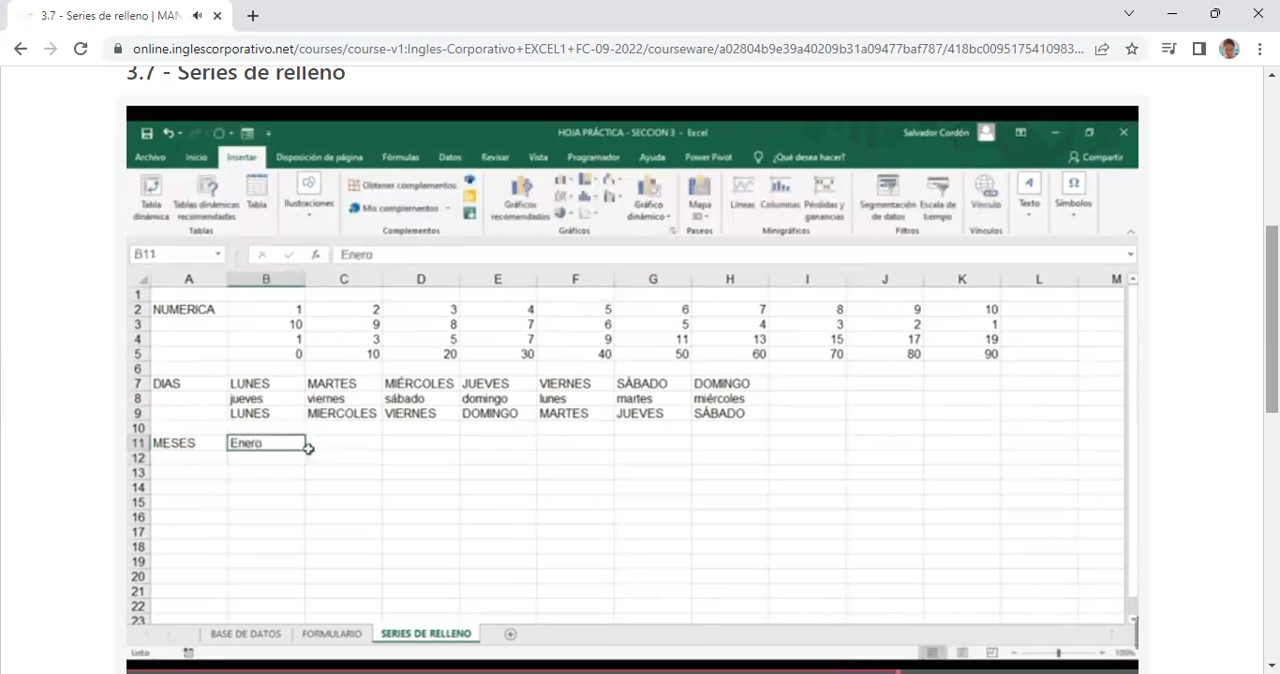 3.7 - Series de relleno | MAN
online.inglescorporativo.net/courses/course-v1:Ingles-Corporativo+EXCEL1+FC-09-2022/courseware/a02804b9e39a40209b31a09477baf787/418bc0095175410983...
3.7 - Series de relleno
HOJA PRÁCTICA - SECCION 3 - Excel
Salvador Cordón
Archivo Inicio Insertar Disposición de página Fórmulas Datos Revisar Vista Programador Ayuda Power Pivot ¿Qué desea hacer? Compartir
Tabla dinámica
Tablas dinámicas recomendadas
Tabla
Tablas
Ilustraciones
Obtener complementos
Mis complementos
Complementos
Gráficos recomendados
Gráfico dinámico
Gráficos
Mapa 3D
Paseos
Líneas Columnas Pérdidas y ganancias
Minigráficos
Segmentación de datos
Escala de tiempo
Filtros
Vínculo
Vínculos
Texto
Símbolos
B11 fx Enero
A B C D E F G H I J K L M
1
2 NUMERICA 1 2 3 4 5 6 7 8 9 10
3 10 9 8 7 6 5 4 3 2 1
4 1 3 5 7 9 11 13 15 17 19
5 0 10 20 30 40 50 60 70 80 90
6
7 DIAS LUNES MARTES MIÉRCOLES JUEVES VIERNES SÁBADO DOMINGO
8 jueves viernes sábado domingo lunes martes miércoles
9 LUNES MIERCOLES VIERNES DOMINGO MARTES JUEVES SÁBADO
10
11 MESES Enero
12
13
14
15
16
17
18
19
20
21
22
23
BASE DE DATOS FORMULARIO SERIES DE RELLENO
Listo 100%